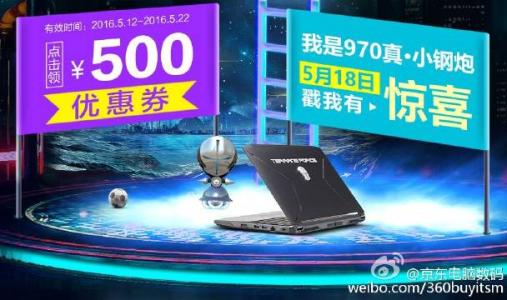 有效时间：2016.5.12~2016.5.22
点击领
¥500
优惠券
我是970真·小钢炮
5月18日
戳我有
惊喜
TERRANS FORCE
@京东电脑数码
weibo.com/360buyitsm